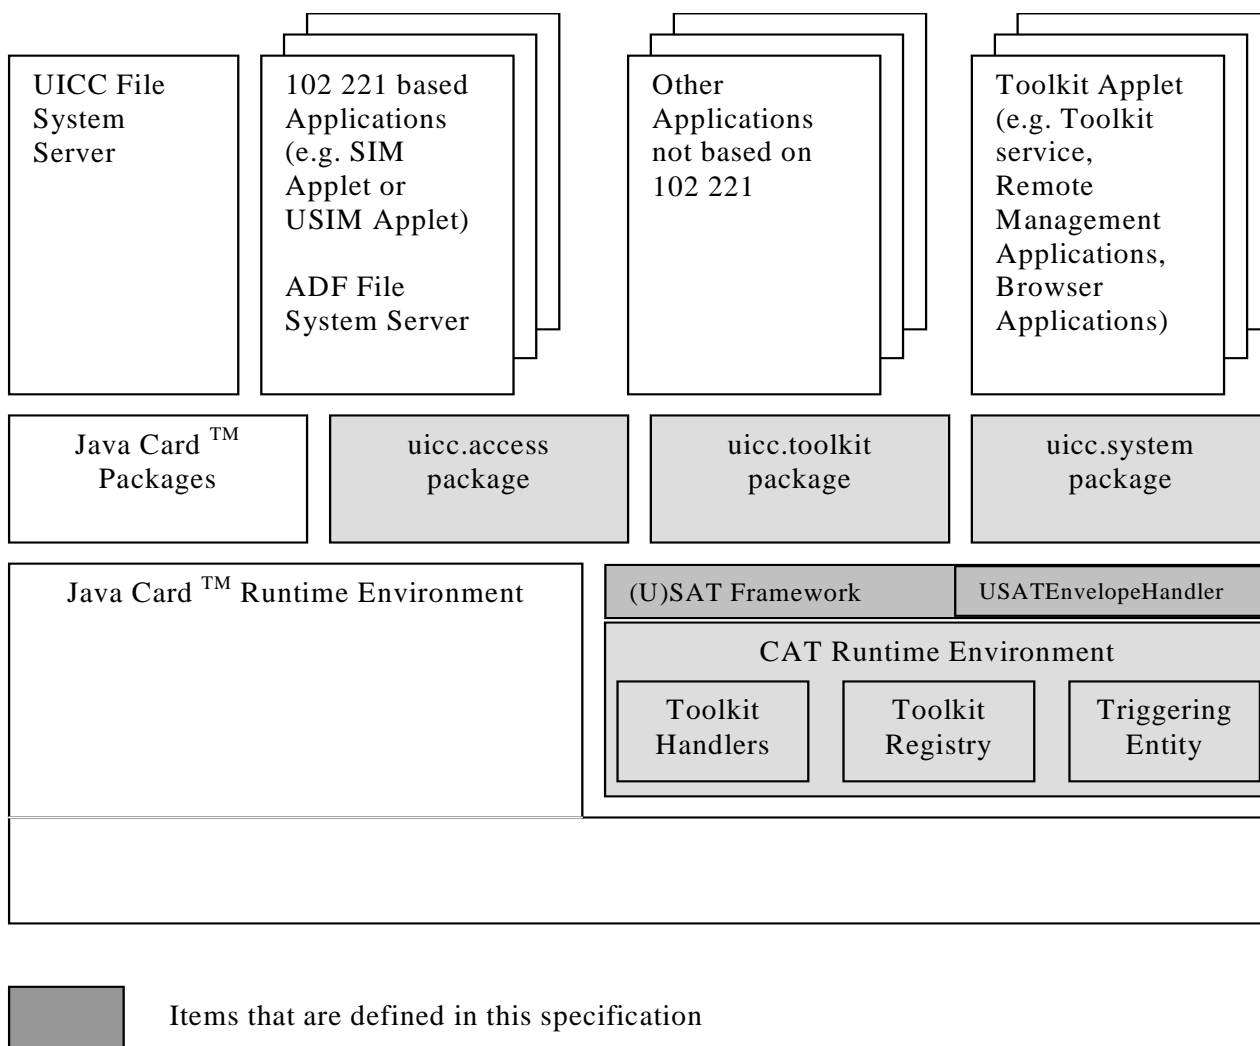 UICC File
System
Server
102 221 based
Applications
(e.g. SIM
Applet or
USIM Applet)
ADF File
System Server
Other
Applications
not based on
102 221
Toolkit Applet
(e.g. Toolkit
service,
Remote
Management
Applications,
Browser
Applications)
Java Card TM
Packages
uicc.access
package
uicc.toolkit
package
uicc.system
package
Java Card TM Runtime Environment
(U)SAT Framework
USATEnvelopeHandler
CAT Runtime Environment
Toolkit
Handlers
Toolkit
Registry
Triggering
Entity
Items that are defined in this specification